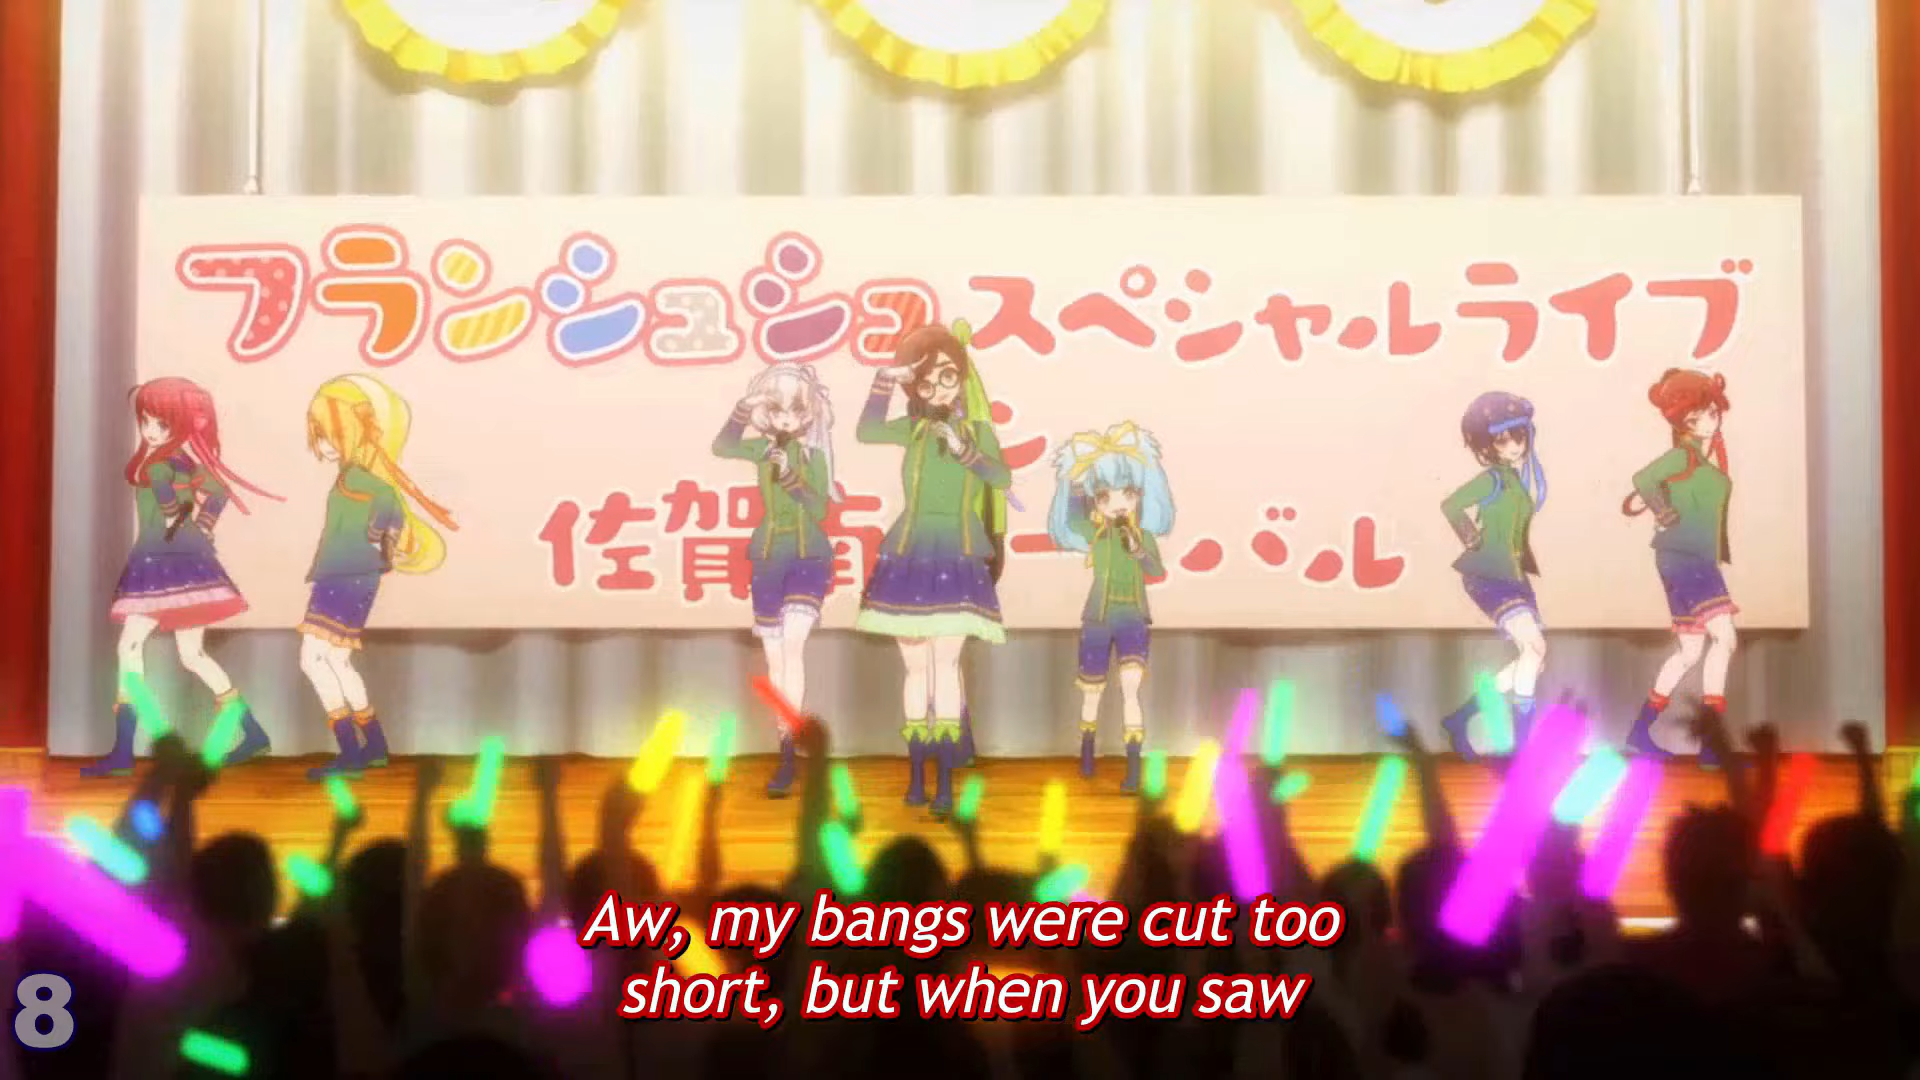 フランシュシュスペシャルライブ
佐賀南
バル
Aw, my bangs were cut too
short, but when you saw
8